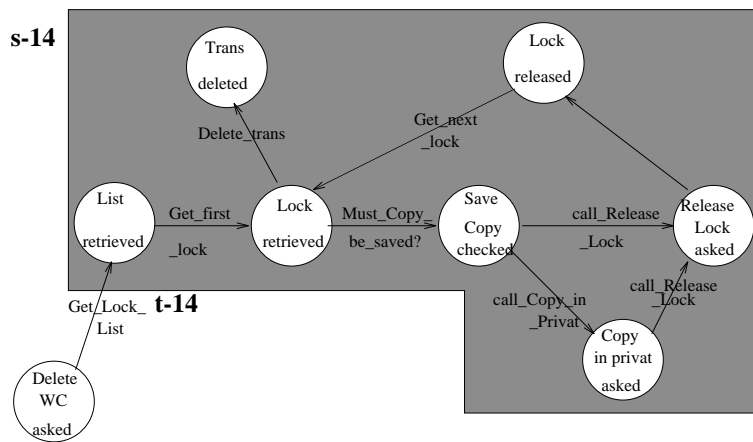 s-14
Trans
deleted
Lock
released
Delete_trans
Get_next
_lock
List
retrieved
Get_first
_lock
Lock
retrieved
Must_Copy_
be_saved?
Save
Copy
checked
call_Release
_Lock
Release
Lock
asked
call_Copy_in
_Privat
call_Release
_Lock
Get_Lock_
List
t-14
Copy
in privat
asked
Delete
WC
asked